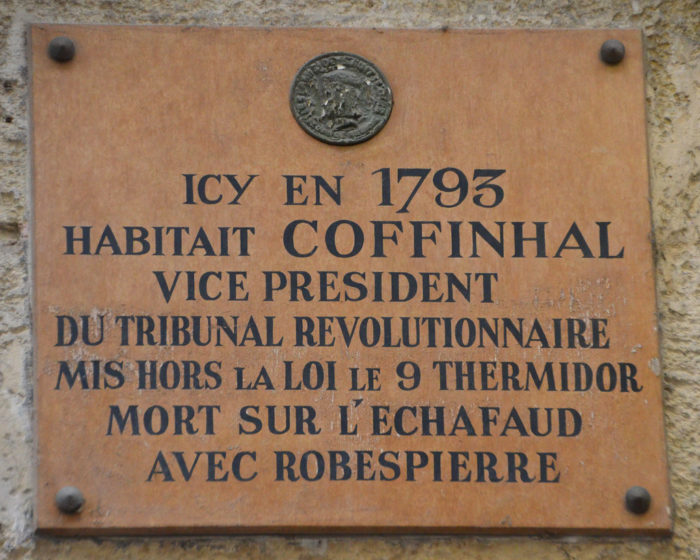 ICY EN 1793
HABITAIT COFFINHAL
VICE PRESIDENT
DU TRIBUNAL REVOLUTIONNAIRE
MIS HORS LA LOI LE 9 THERMIDOR
MORT SUR L'ECHAFAUD
AVEC ROBESPIERRE